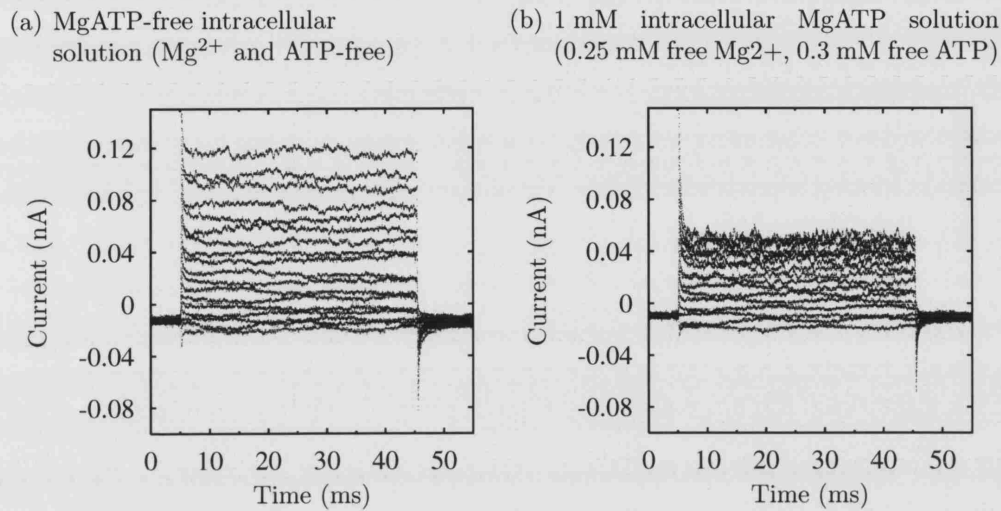 (a) MgATP-free intracellular
solution (Mg²⁺ and ATP-free)
(b) 1 mM intracellular MgATP solution
(0.25 mM free Mg2+, 0.3 mM free ATP)
0.12
0.08
0.04
0
-0.04
-0.08
Current (nA)
0 10 20 30 40 50
Time (ms)
0.12
0.08
0.04
0
-0.04
-0.08
Current (nA)
0 10 20 30 40 50
Time (ms)